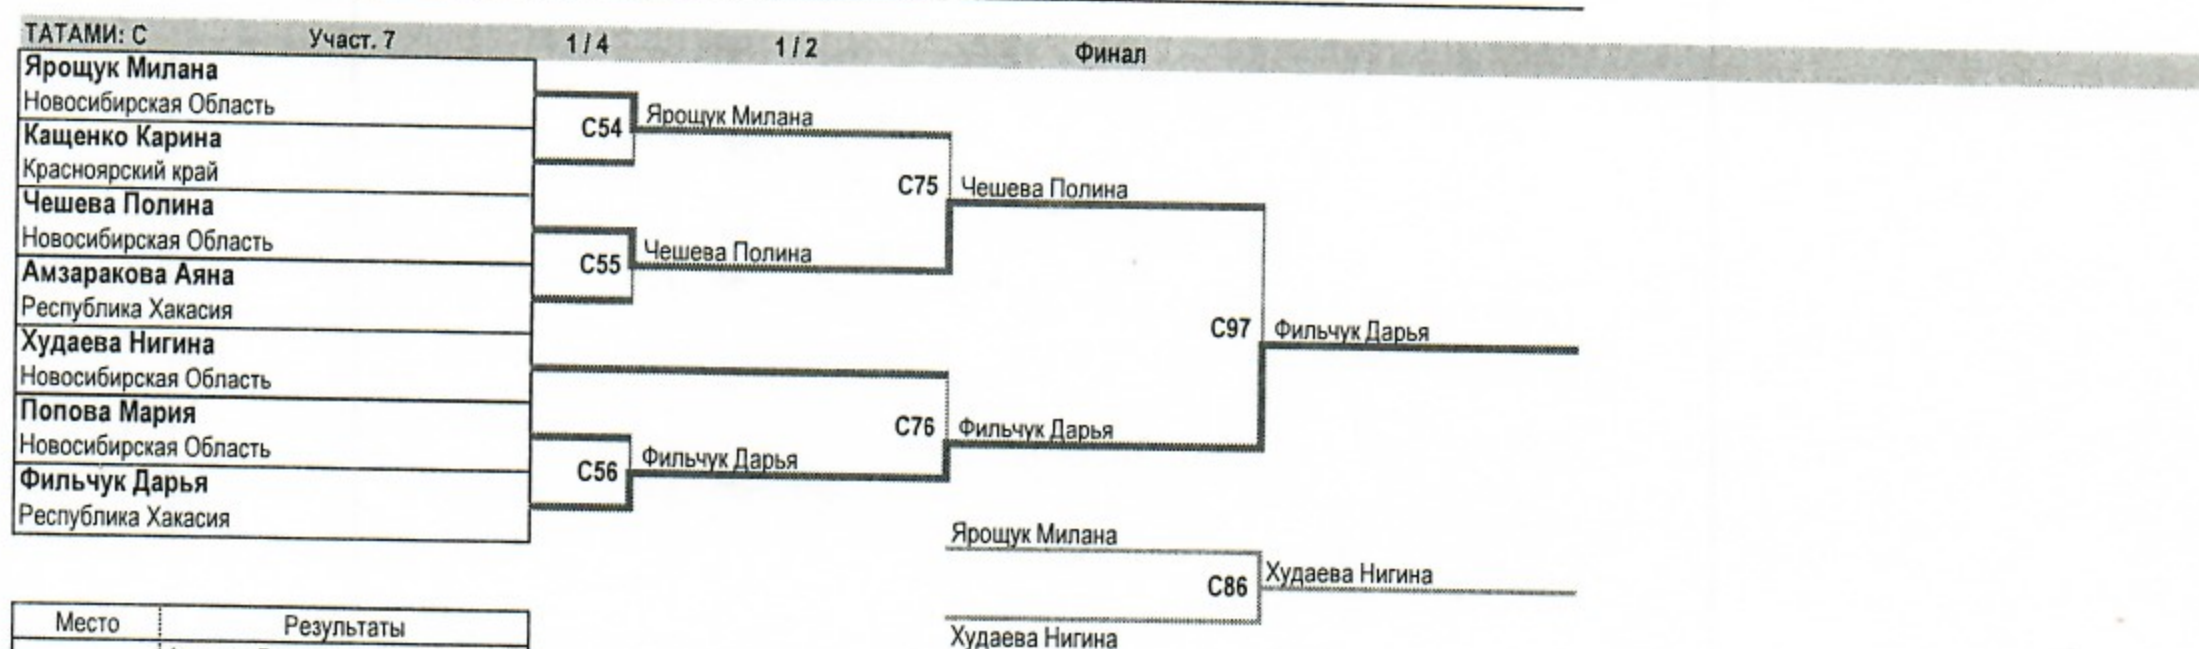 ТАТАМИ: C Участ. 7 1 / 4 1 / 2 Финал
Ярощук Милана
Новосибирская Область
Кащенко Карина
Красноярский край
Чешева Полина
Новосибирская Область
Амзаракова Аяна
Республика Хакасия
Худаева Нигина
Новосибирская Область
Попова Мария
Новосибирская Область
Фильчук Дарья
Республика Хакасия
C54
Ярощук Милана
C55
Чешева Полина
C56
Фильчук Дарья
C75
Чешева Полина
C76
Фильчук Дарья
C97
Фильчук Дарья
Ярощук Милана
C86
Худаева Нигина
Худаева Нигина
Место Результаты